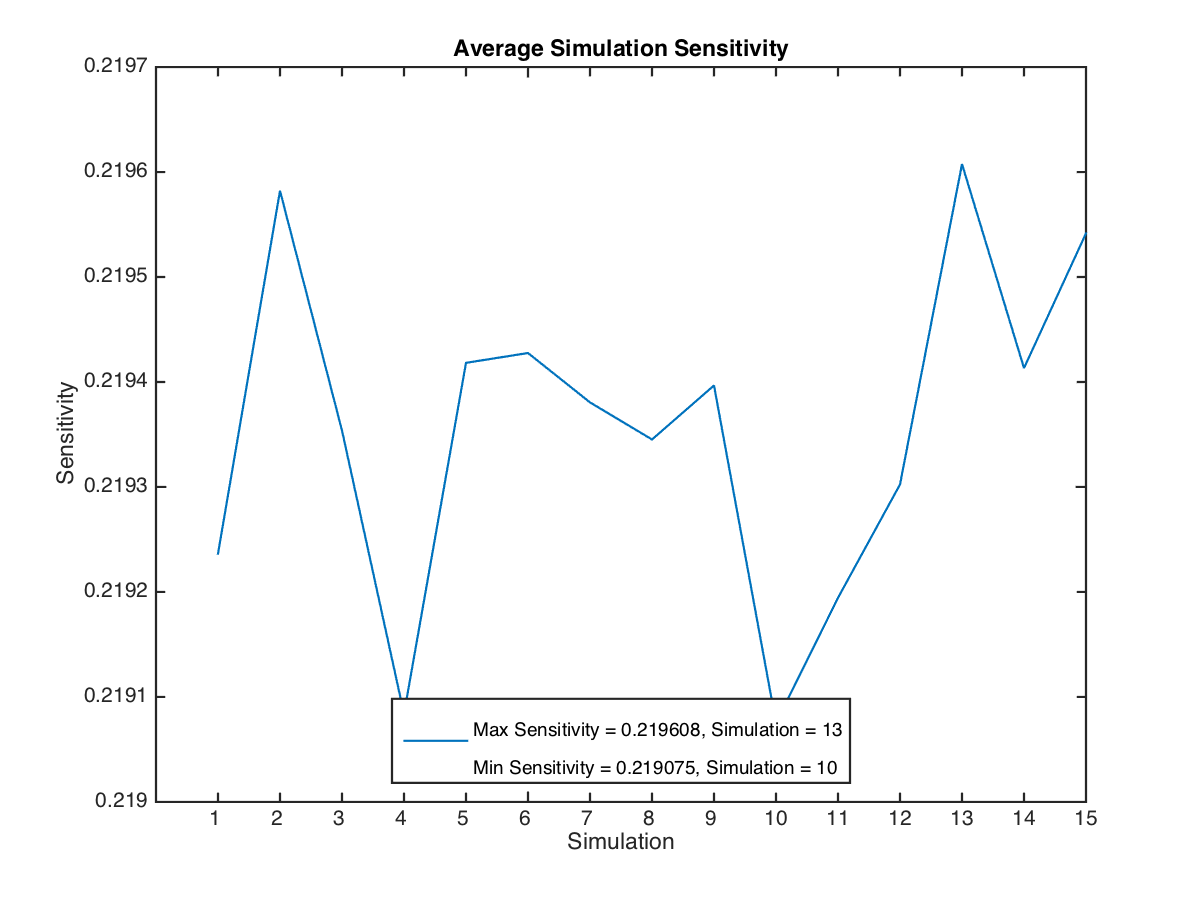 Average Simulation Sensitivity
0.2197
0.2196
0.2195
0.2194
0.2193
0.2192
0.2191
0.219
Sensitivity
Max Sensitivity = 0.219608, Simulation = 13
Min Sensitivity = 0.219075, Simulation = 10
1 2 3 4 5 6 7 8 9 10 11 12 13 14 15
Simulation